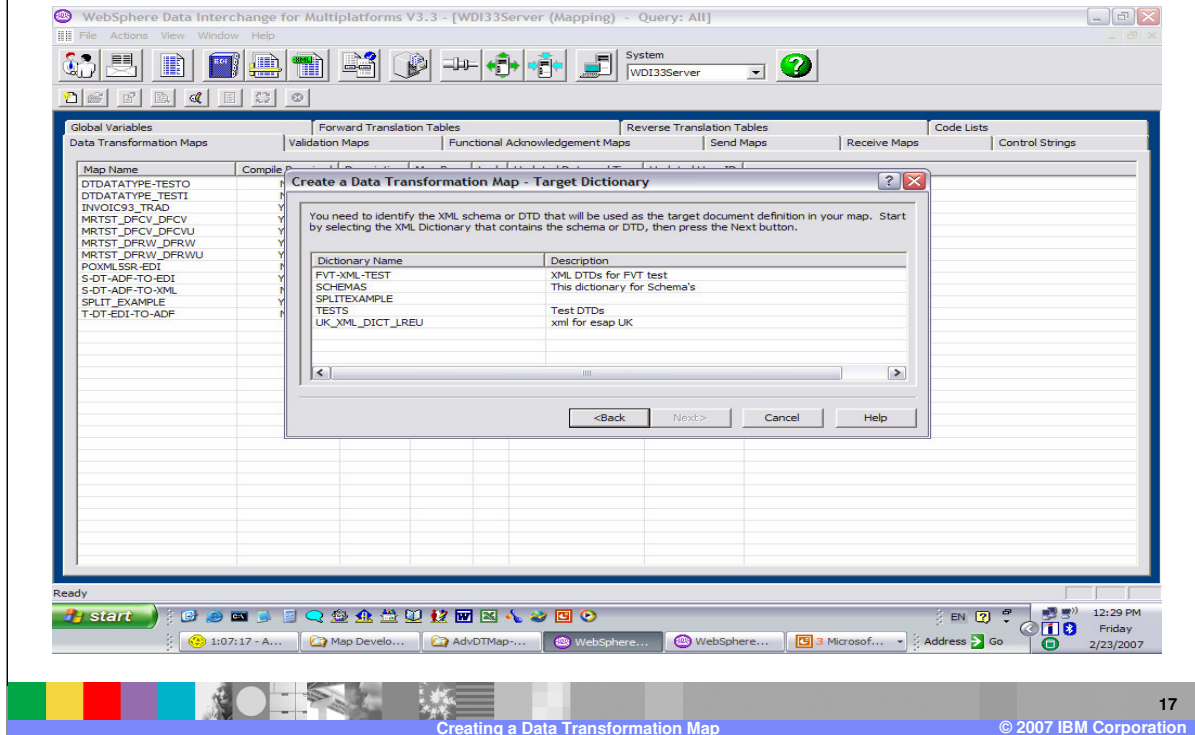 WebSphere Data Interchange for Multiplatforms V3.3 - [WDI33Server (Mapping) - Query: All]
File Actions View Window Help
System
WDI33Server
Global Variables Forward Translation Tables Reverse Translation Tables Code Lists
Data Transformation Maps Validation Maps Functional Acknowledgement Maps Send Maps Receive Maps Control Strings
Map Name Compile
DTDATATYPE-TESTO
DTDATATYPE_TESTI
INVOIC93_TRAD Y
MRTST_DFCV_DFCV Y
MRTST_DFCV_DFCVU Y
MRTST_DFRW_DFRW Y
MRTST_DFRW_DFRWU Y
POXML5SR-EDI
S-DT-ADF-TO-EDI Y
S-DT-ADF-TO-XML
SPLIT_EXAMPLE Y
T-DT-EDI-TO-ADF
Create a Data Transformation Map - Target Dictionary
You need to identify the XML schema or DTD that will be used as the target document definition in your map. Start
by selecting the XML Dictionary that contains the schema or DTD, then press the Next button.
Dictionary Name Description
FVT-XML-TEST XML DTDs for FVT test
SCHEMAS This dictionary for Schema's
SPLITEXAMPLE
TESTS Test DTDs
UK_XML_DICT_LREU xml for esap UK
<Back Next> Cancel Help
Ready
start EN 12:29 PM
Friday
2/23/2007
1:07:17 - A... Map Develo... AdvDTMap-... WebSphere... WebSphere... 3 Microsof... Address Go
17
Creating a Data Transformation Map © 2007 IBM Corporation